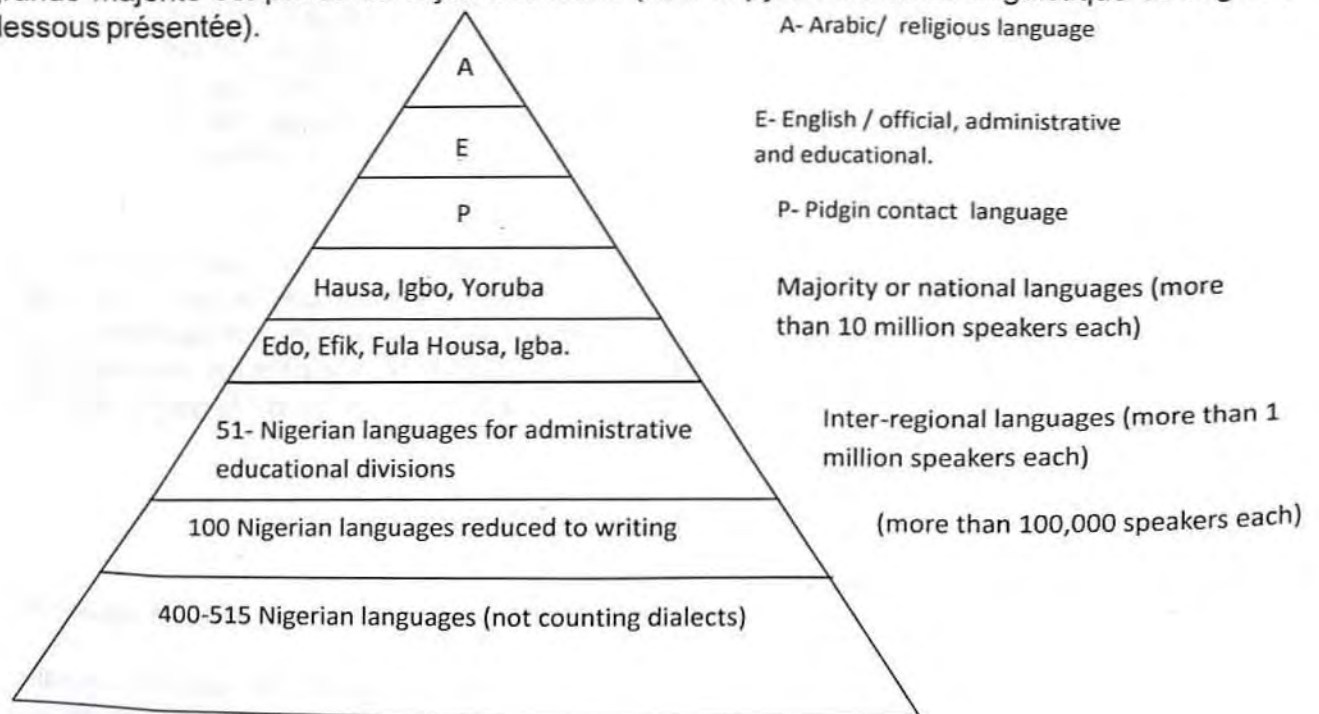 lessous présentée).
A- Arabic/ religious language
A
E- English / official, administrative
and educational.
E
P- Pidgin contact language
P
Hausa, Igbo, Yoruba
Majority or national languages (more
than 10 million speakers each)
Edo, Efik, Fula Housa, Igba.
51- Nigerian languages for administrative
educational divisions
Inter-regional languages (more than 1
million speakers each)
100 Nigerian languages reduced to writing
(more than 100,000 speakers each)
400-515 Nigerian languages (not counting dialects)